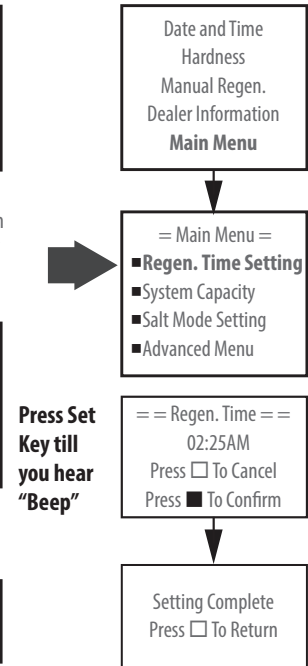 Date and Time
Hardness
Manual Regen.
Dealer Information
Main Menu
= Main Menu =
■Regen. Time Setting
■System Capacity
■Salt Mode Setting
■Advanced Menu
Press Set
Key till
you hear
“Beep”
= = Regen. Time = =
02:25AM
Press □ To Cancel
Press ■ To Confirm
Setting Complete
Press □ To Return